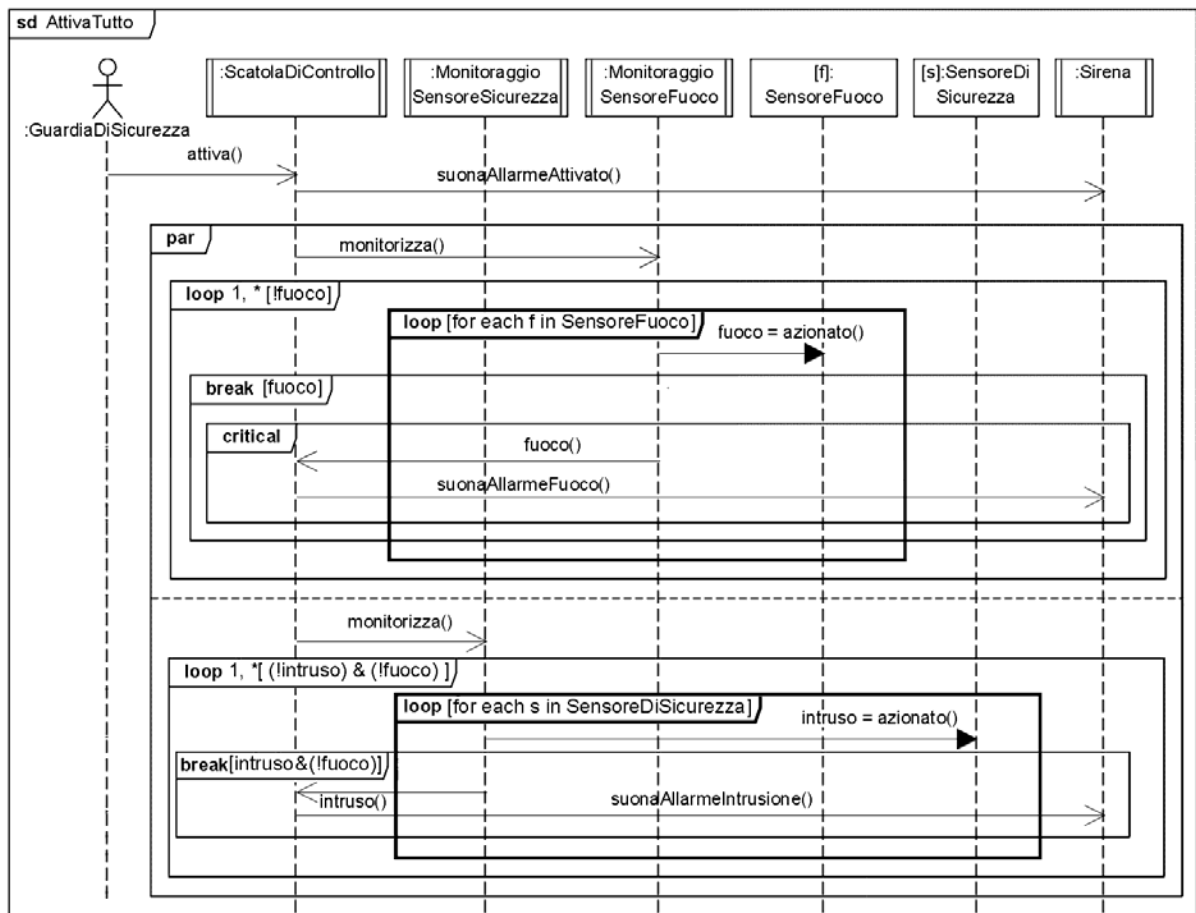 sd AttivaTutto
:GuardiaDiSicurezza
:ScatolaDiControllo
:Monitoraggio
SensoreSicurezza
:Monitoraggio
SensoreFuoco
[f]:
SensoreFuoco
[s]:SensoreDi
Sicurezza
:Sirena
attiva()
suonaAllarmeAttivato()
par
monitorizza()
loop 1, * [!fuoco]
loop [for each f in SensoreFuoco]
fuoco = azionato()
break [fuoco]
critical
fuoco()
suonaAllarmeFuoco()
monitorizza()
loop 1, *[ (!intruso) & (!fuoco) ]
loop [for each s in SensoreDiSicurezza]
intruso = azionato()
break[intruso&(!fuoco)]
intruso()
suonaAllarmeIntrusione()